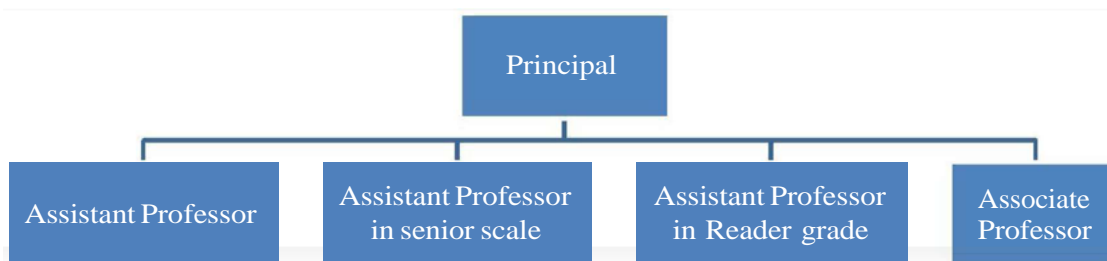 Principal
Assistant Professor
Assistant Professor
in senior scale
Assistant Professor
in Reader grade
Associate
Professor